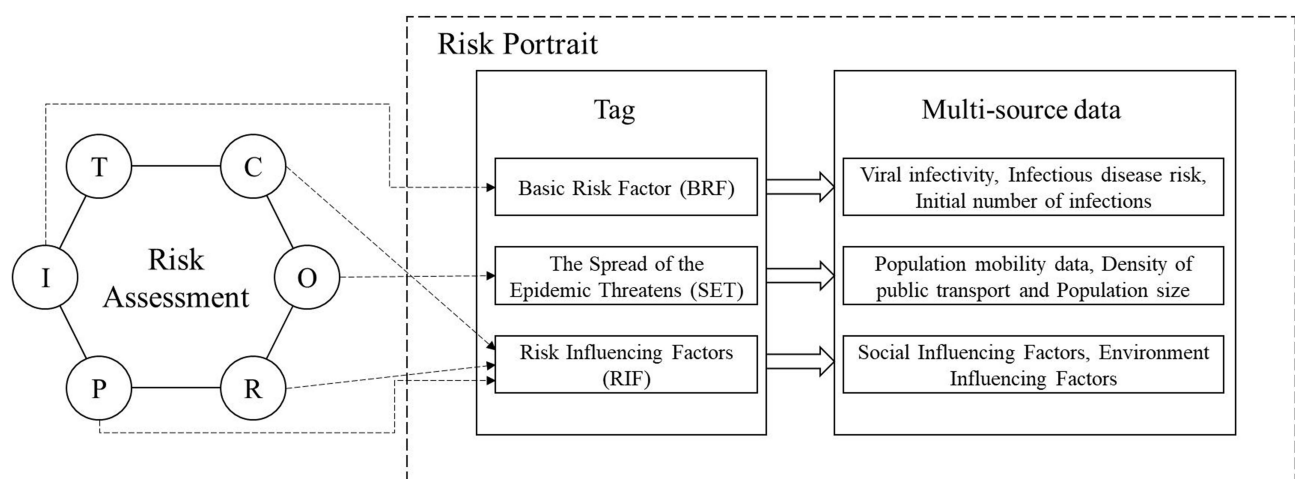 Risk Portrait
Tag
Multi-source data
T
C
I
O
P
R
Risk
Assessment
Basic Risk Factor (BRF)
Viral infectivity, Infectious disease risk,
Initial number of infections
The Spread of the
Epidemic Threatens (SET)
Population mobility data, Density of
public transport and Population size
Risk Influencing Factors
(RIF)
Social Influencing Factors, Environment
Influencing Factors